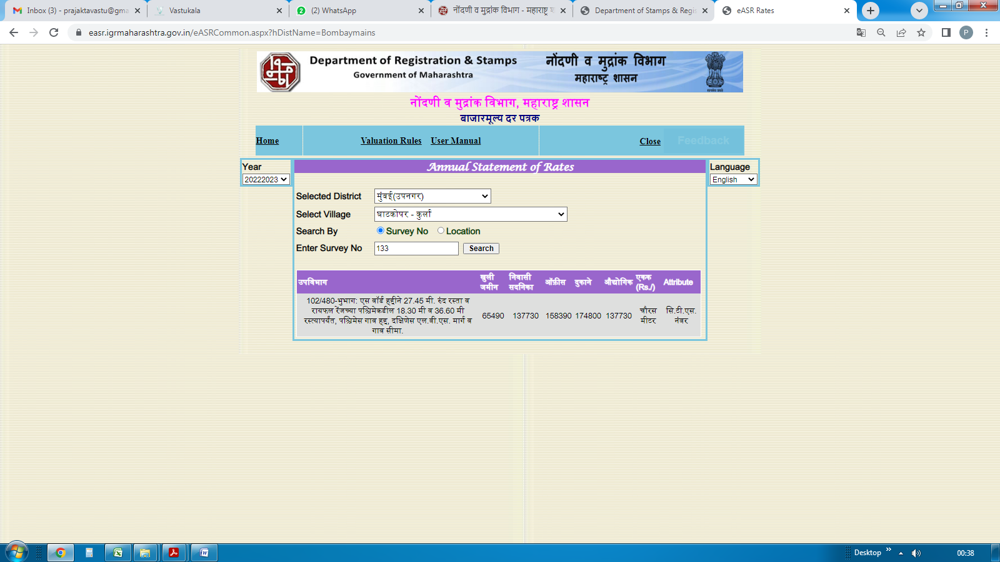 Inbox (3) - prajaktavastu@gma
Vastukala
(2) WhatsApp
नोंदणी व मुद्रांक विभाग - महाराष्ट्र श
Department of Stamps & Regis
eASR Rates
easr.igrmaharashtra.gov.in/eASRCommon.aspx?hDistName=Bombaymains
P
Department of Registration & Stamps
Government of Maharashtra
नोंदणी व मुद्रांक विभाग
महाराष्ट्र शासन
नोंदणी व मुद्रांक विभाग, महाराष्ट्र शासन
बाजारमूल्य दर पत्रक
Home Valuation Rules User Manual Close Feedback
Year
20222023
Annual Statement of Rates
Language
English
Selected District मुंबई(उपनगर)
Select Village घाटकोपर - कुर्ला
Search By Survey No Location
Enter Survey No 133 Search
उपविभाग
खुली जमीन
निवासी सदनिका
ऑफ़ीस
दुकाने
औद्योगिक
एकक (Rs./)
Attribute
102/480-भुभाग: एस वॉर्ड हद्दीने 27.45 मी. रुंद रस्ता व
रायफल रेंजच्या पश्चिमेकडील 18.30 मी व 36.60 मी
रस्त्यापर्यंत, पश्चिमेस गाव हद्द, दक्षिणेस एल.बी.एस. मार्ग व
गाव सीमा.
65490 137730 158390 174800 137730
चौरस
मीटर
सि.टी.एस.
नंबर
Desktop
00:38